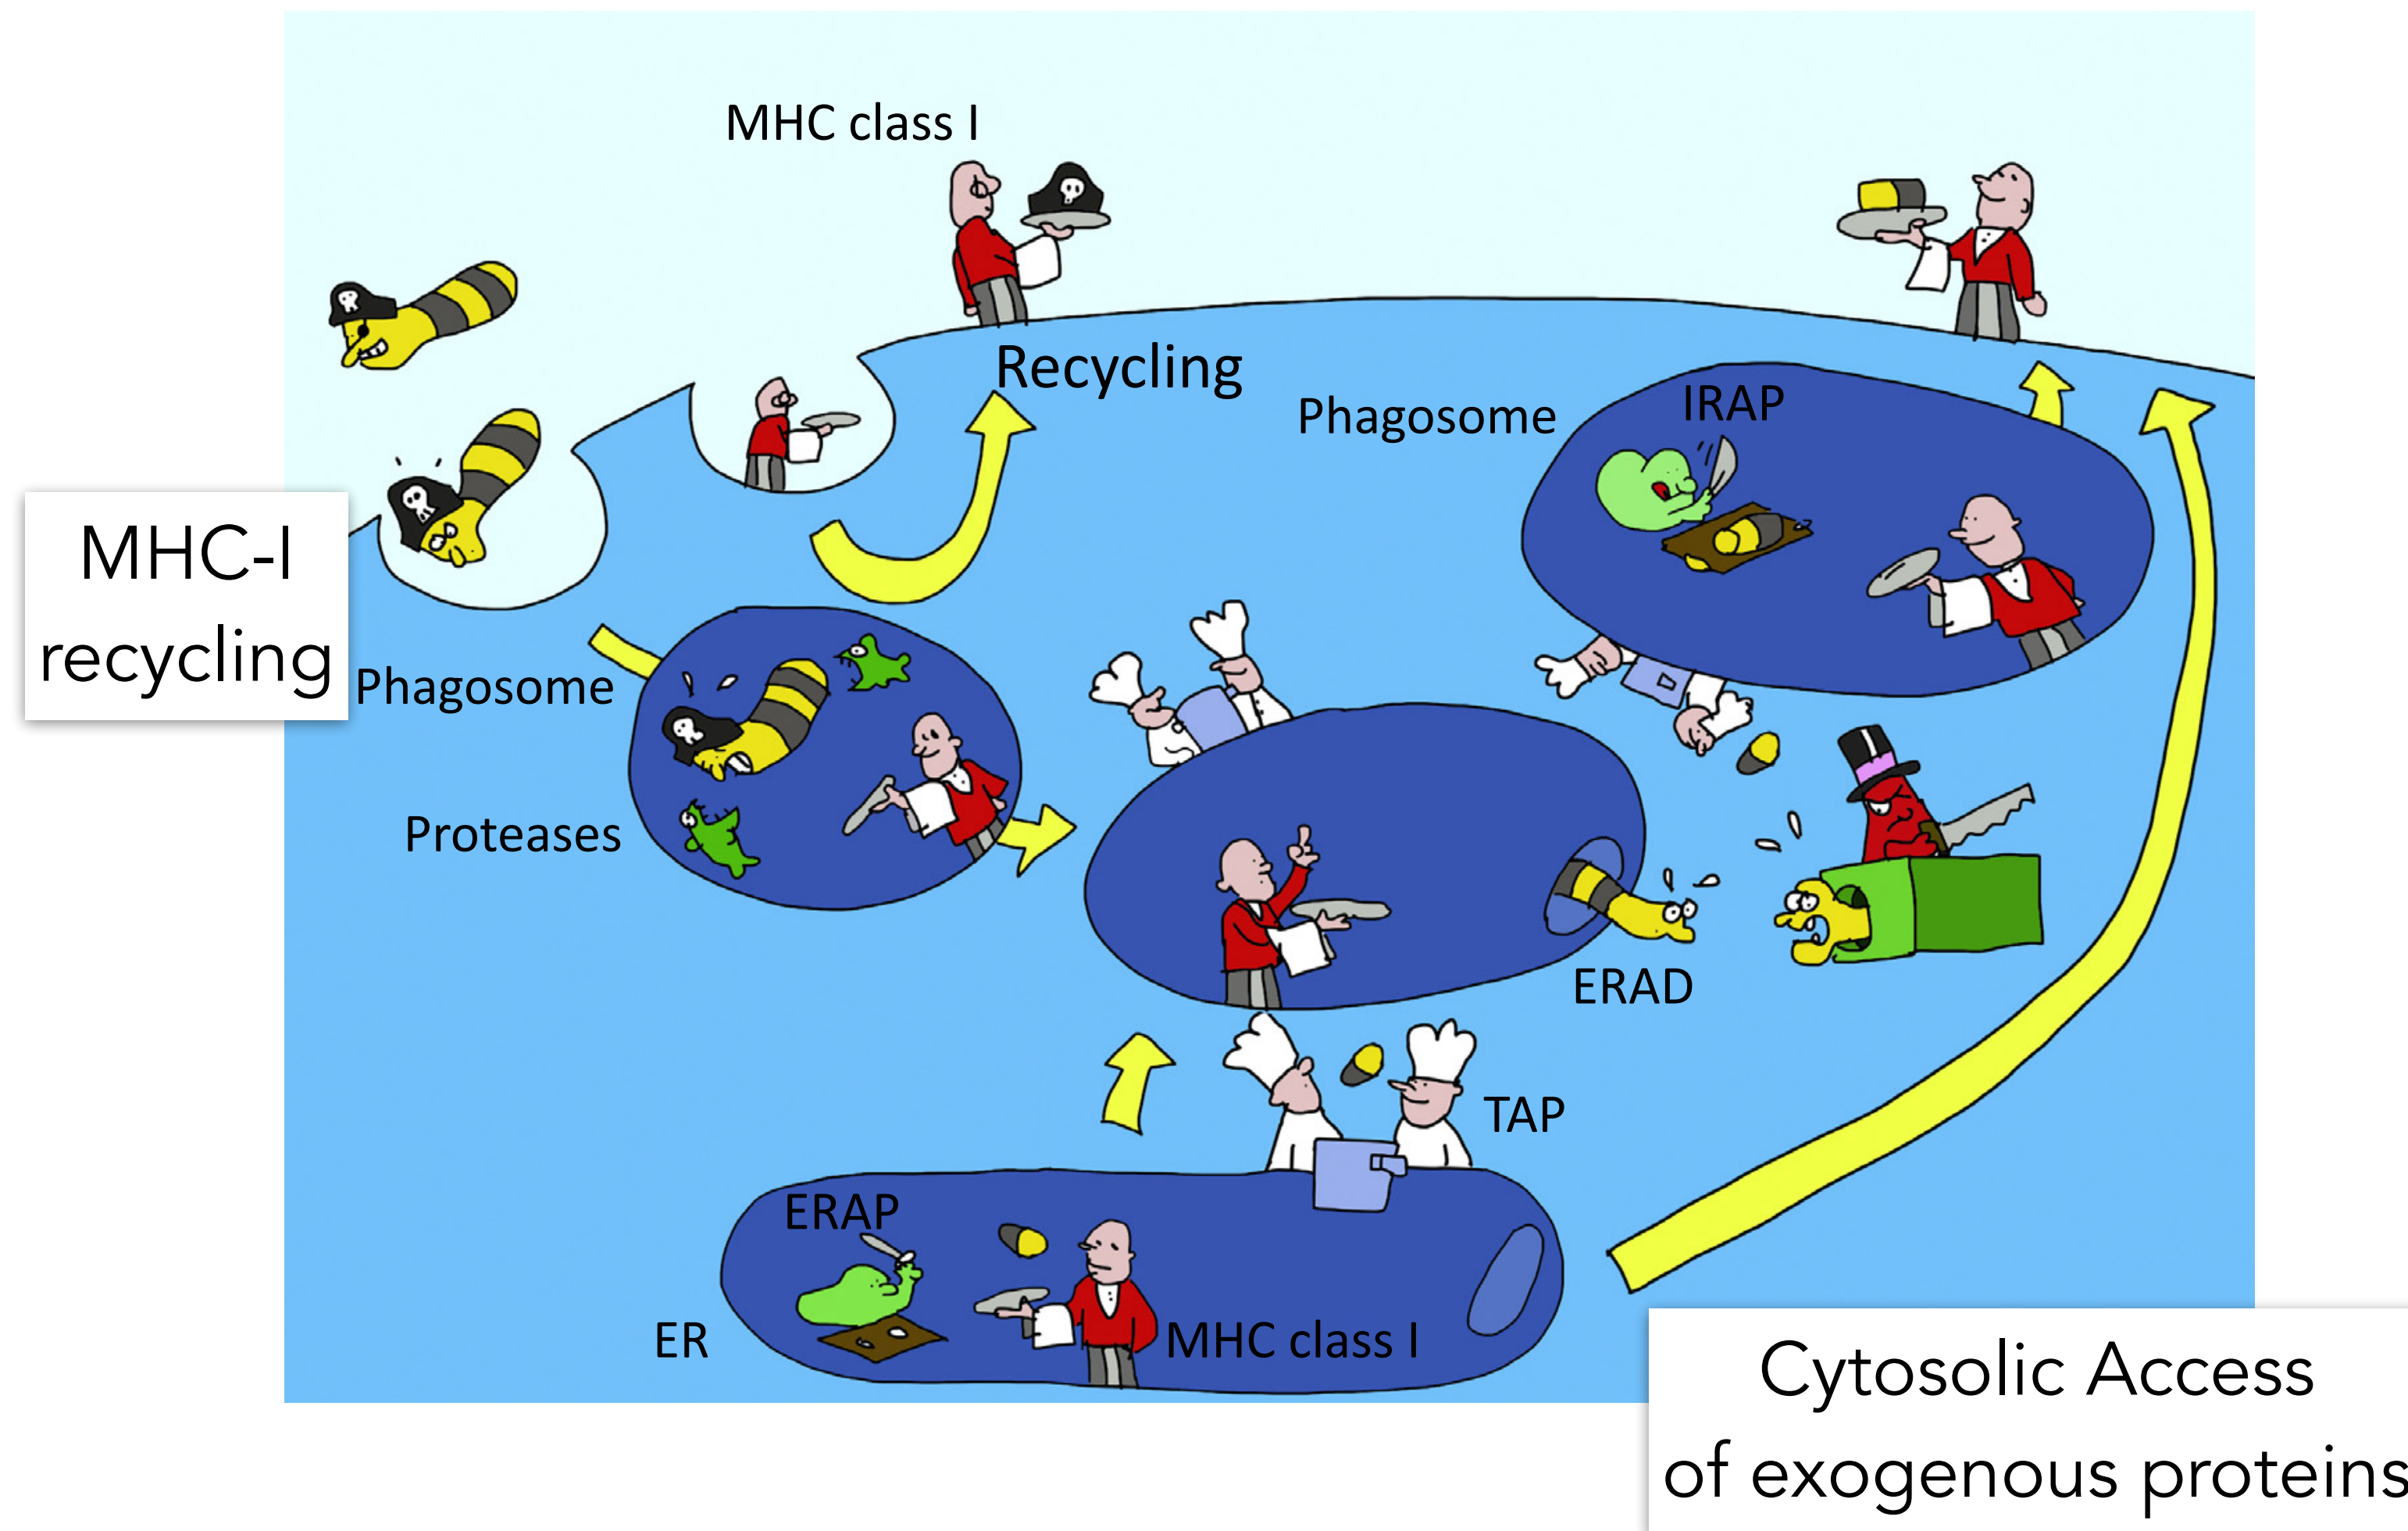 MHC class I
Recycling
Phagosome
IRAP
MHC-I
recycling
Phagosome
Proteases
ERAD
TAP
ERAP
ER
MHC class I
Cytosolic Access
of exogenous proteins